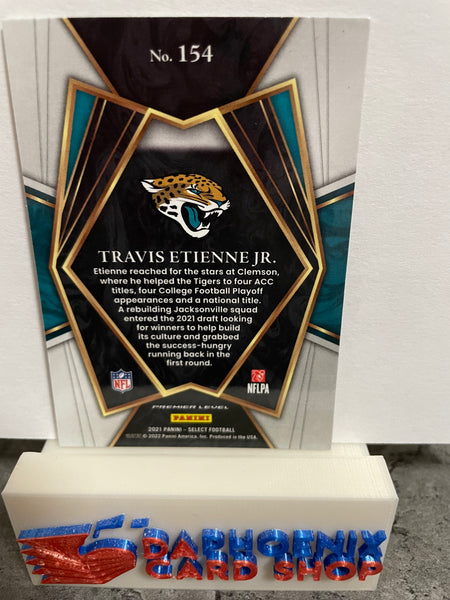 No. 154
TRAVIS ETIENNE JR.
Etienne reached for the stars at Clemson,
where he helped the Tigers to four ACC
titles, four College Football Playoff
appearances and a national title.
A rebuilding Jacksonville squad
entered the 2021 draft looking
for winners to help build
its culture and grabbed
the success-hungry
running back in the
first round.
NFL
NFLPA
PREMIER LEVEL
PANINI
2021 PANINI – SELECT FOOTBALL
© 2022 Panini America, Inc. Produced in the USA.
DAPHOENIX
CARD SHOP